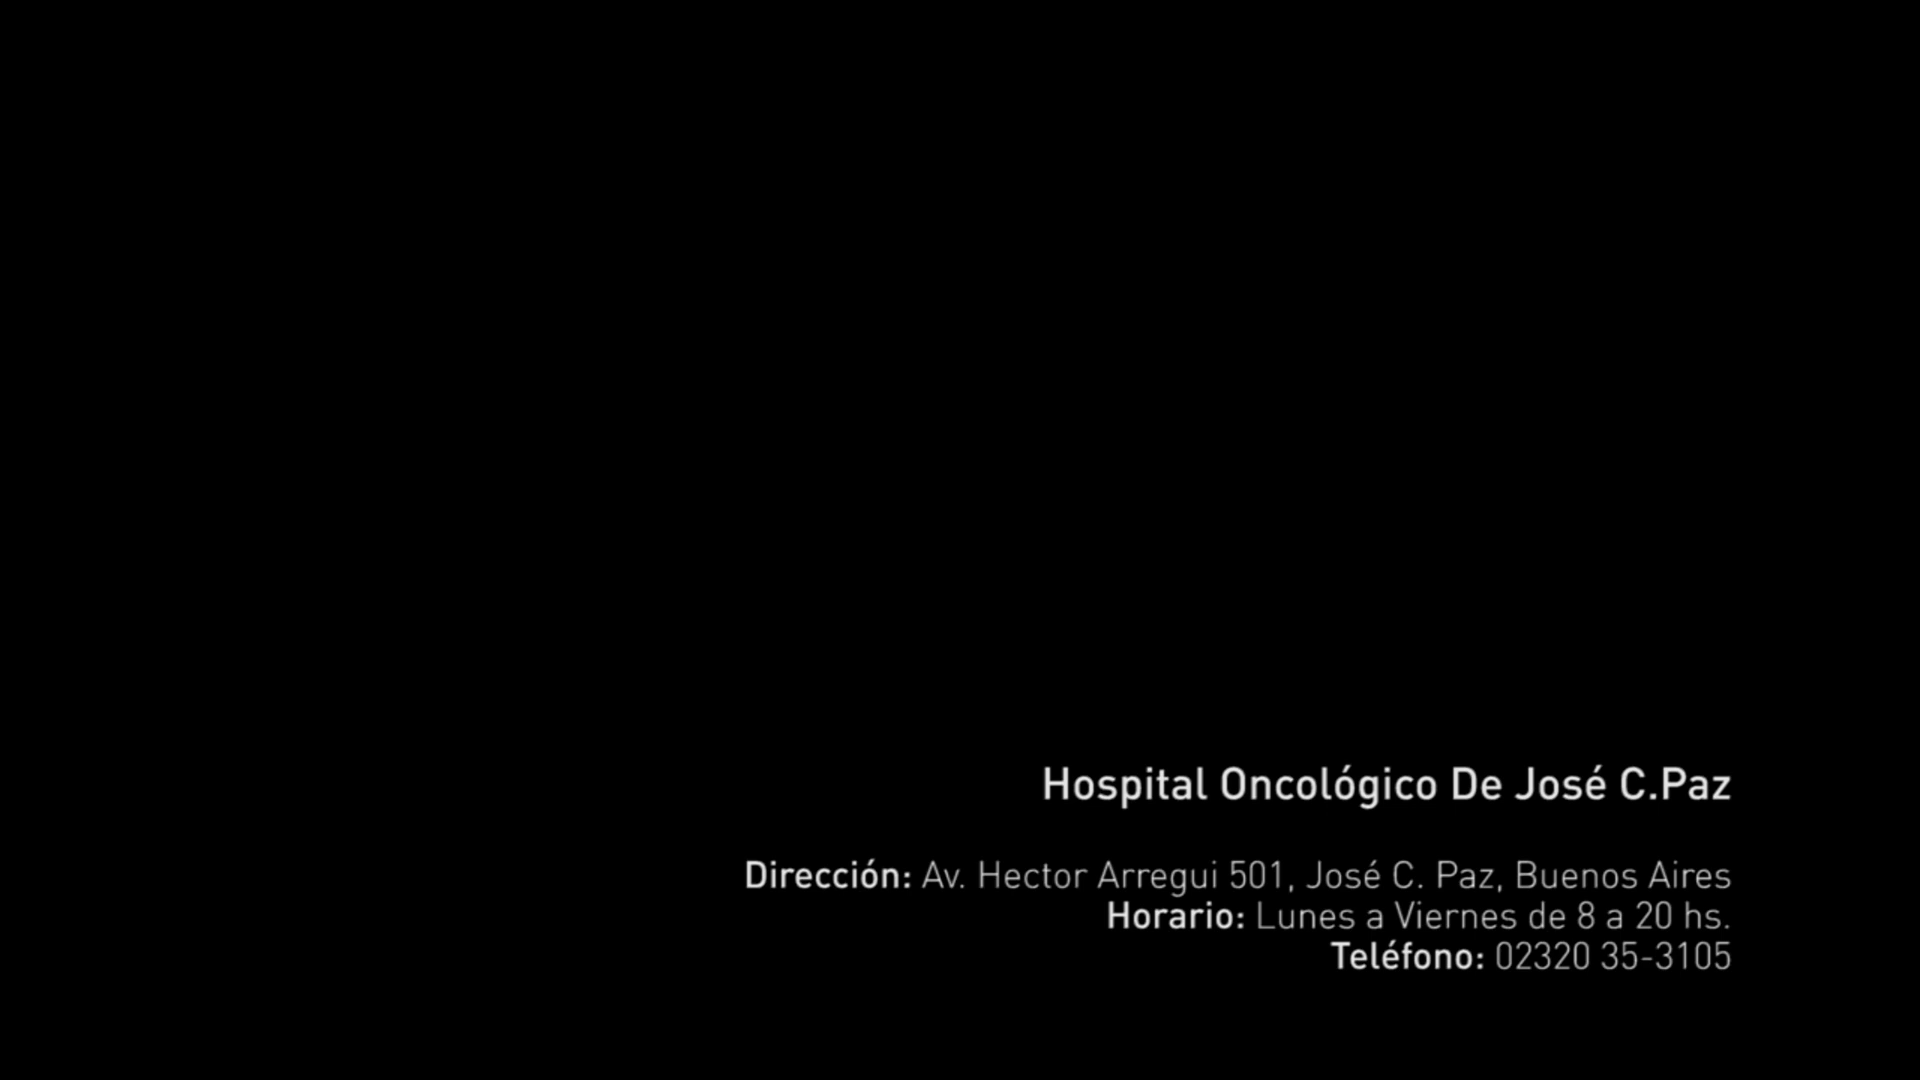 Hospital Oncológico De José C.Paz
Dirección: Av. Hector Arregui 501, José C. Paz, Buenos Aires
Horario: Lunes a Viernes de 8 a 20 hs.
Teléfono: 02320 35-3105